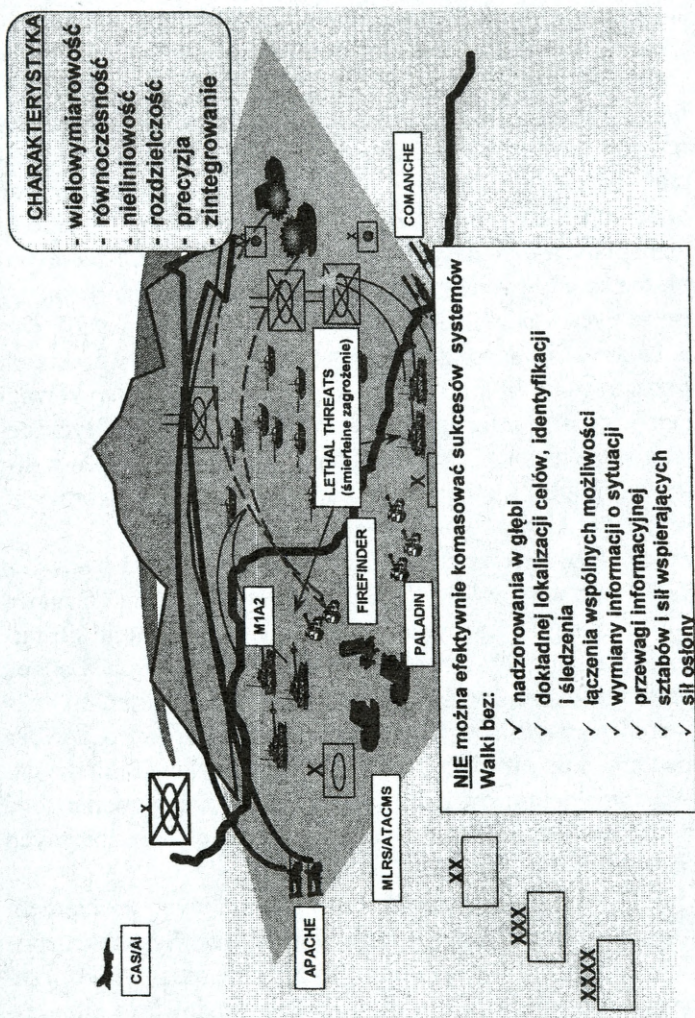 CHARAKTERYSTYKA
- wielowymiarowość
- równoczesność
- nieliniowość
- rozdzielczość
- precyzja
- zintegrowanie
CAS/AI
X
APACHE
M1A2
LETHAL THREATS
(śmiertelne zagrożenie)
X
X
COMANCHE
X
MLRS/ATACMS
FIREFINDER
PALADIN
X
XX
XXX
XXXX
NIE można efektywnie komasować sukcesów systemów
Walki bez:
✓ nadzorowania w głębi
✓ dokładnej lokalizacji celów, identyfikacji
i śledzenia
✓ łączenia wspólnych możliwości
✓ wymiany informacji o sytuacji
✓ przewagi informacyjnej
✓ sztabów i sił wspierających
✓ sił osłony